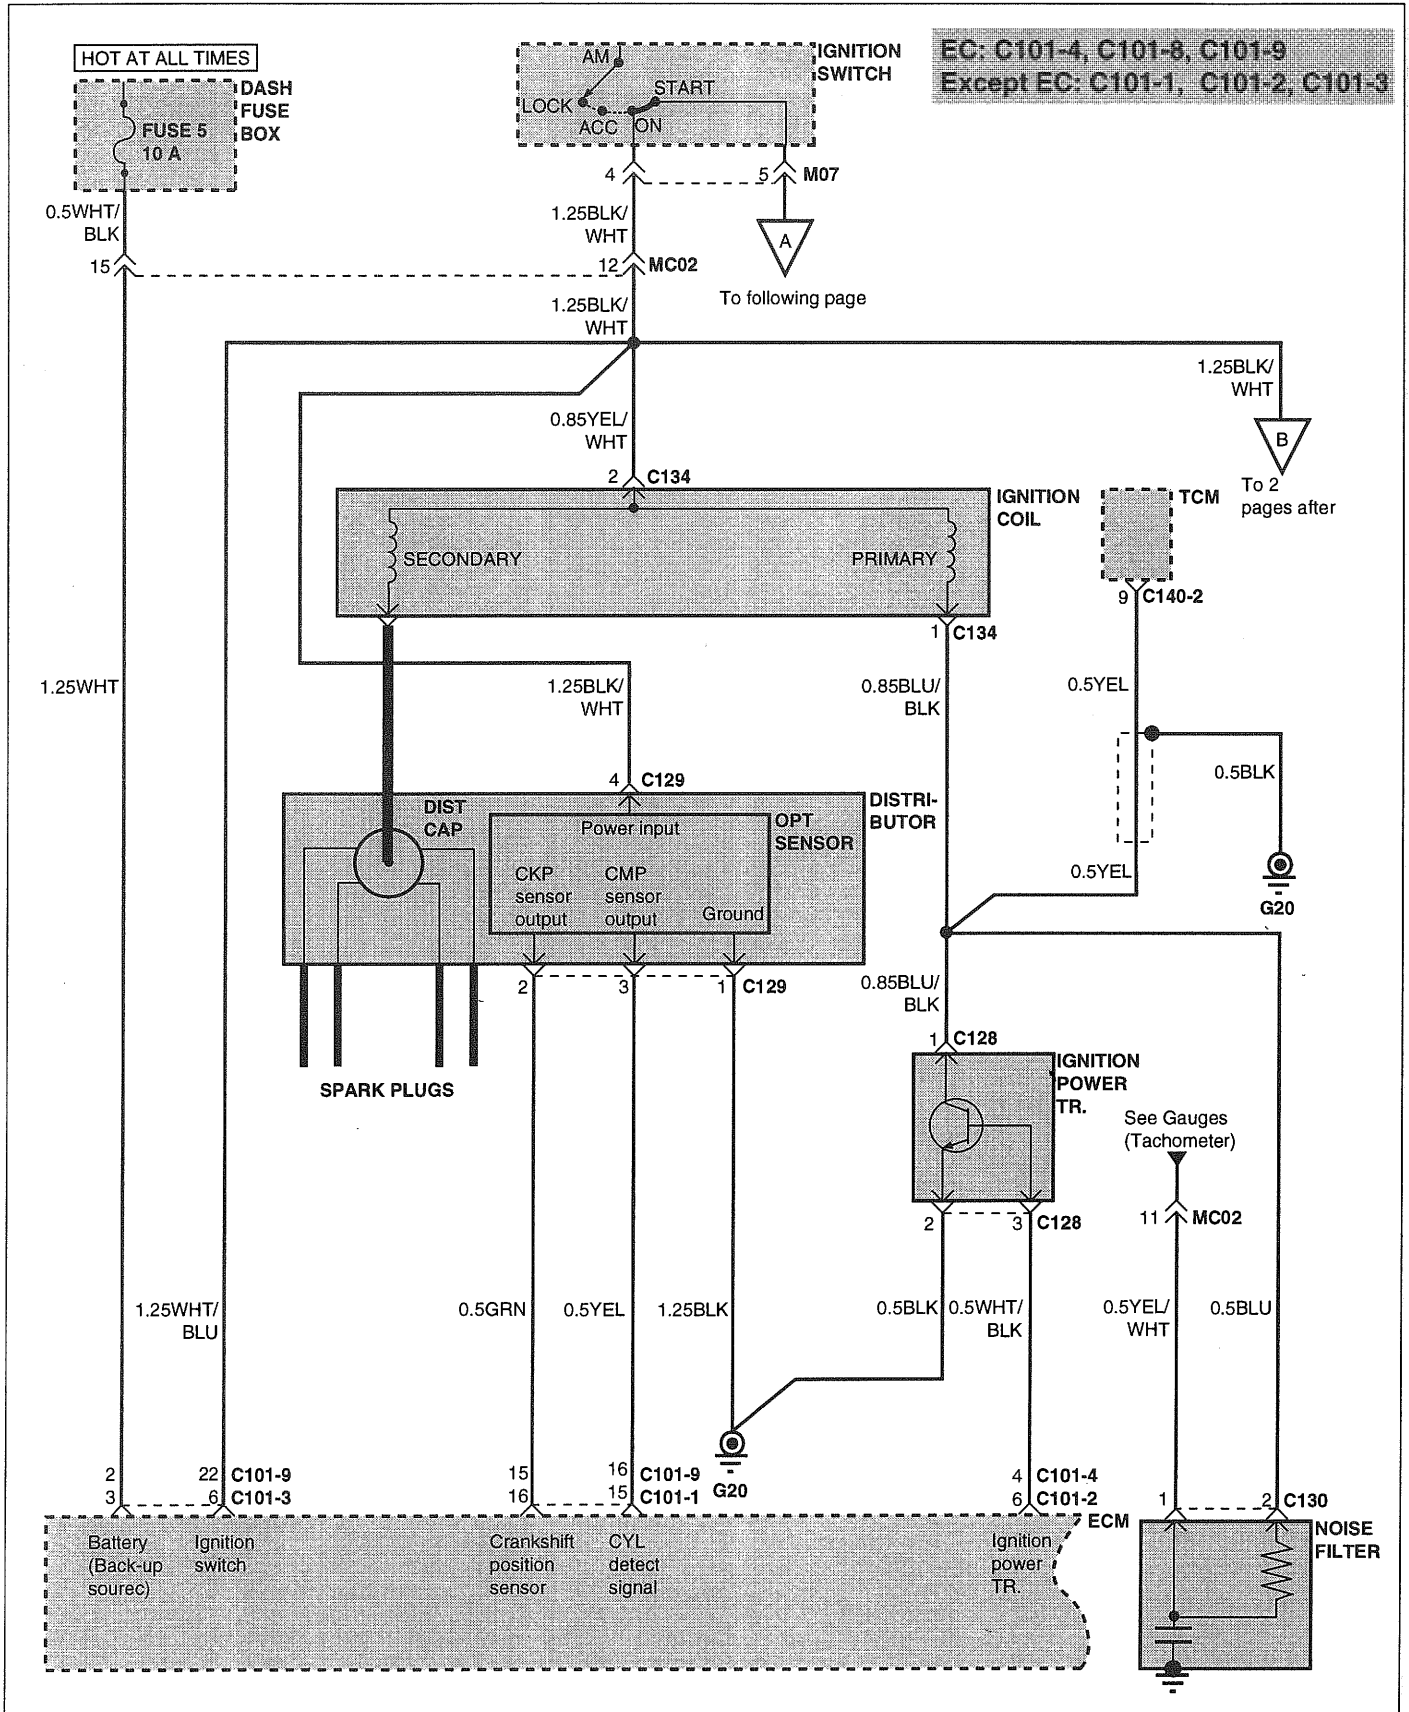 HOT AT ALL TIMES
DASH
FUSE
BOX
FUSE 5
10 A
IGNITION
SWITCH
AM
START
LOCK
ACC
ON
EC: C101-4, C101-8, C101-9
Except EC: C101-1, C101-2, C101-3
4
5
M07
0.5WHT/
BLK
1.25BLK/
WHT
A
15
12
MC02
To following page
1.25BLK/
WHT
1.25BLK/
WHT
0.85YEL/
WHT
B
To 2
pages after
2
C134
IGNITION
COIL
TCM
SECONDARY
PRIMARY
9
C140-2
1
C134
1.25WHT
1.25BLK/
WHT
0.85BLU/
BLK
0.5YEL
0.5BLK
4
C129
DISTRI-
BUTOR
DIST
CAP
OPT
SENSOR
Power input
CKP
sensor
output
CMP
sensor
output
Ground
0.5YEL
G20
2
3
1
C129
0.85BLU/
BLK
SPARK PLUGS
1
C128
IGNITION
POWER
TR.
See Gauges
(Tachometer)
2
3
C128
11
MC02
1.25WHT/
BLU
0.5GRN
0.5YEL
1.25BLK
0.5BLK
0.5WHT/
BLK
0.5YEL/
WHT
0.5BLU
G20
2
22
C101-9
3
6
C101-3
15
16
C101-9
16
15
C101-1
4
C101-4
6
C101-2
ECM
1
2
C130
NOISE
FILTER
Battery
(Back-up
sourec)
Ignition
switch
Crankshift
position
sensor
CYL
detect
signal
Ignition
power
TR.